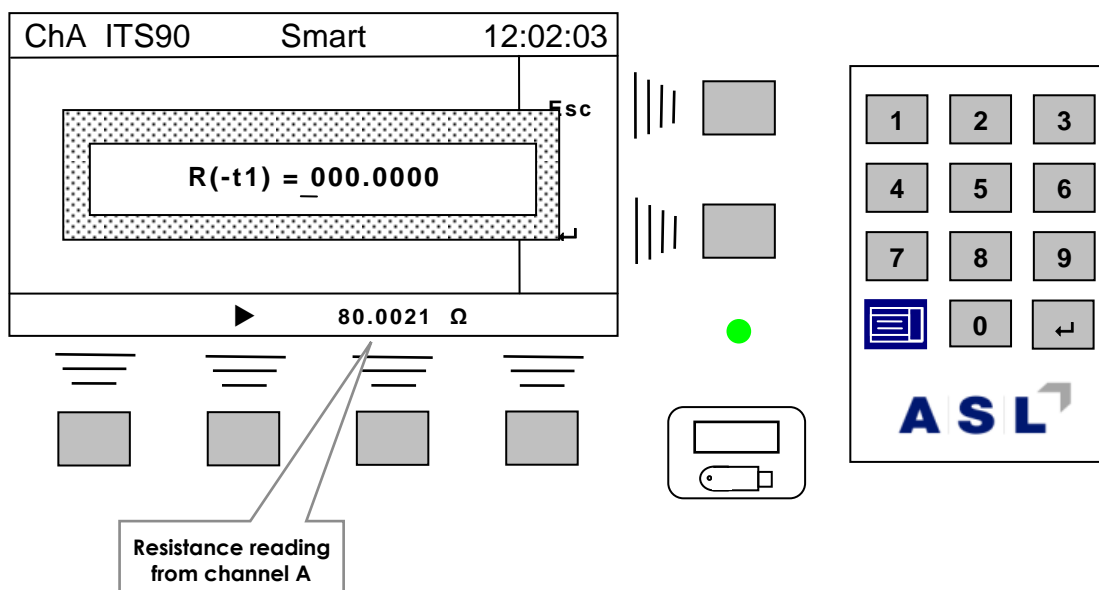 ChA ITS90 Smart 12:02:03
Esc
R(-t1) = 000.0000
↵
▶ 80.0021 Ω
1 2 3
4 5 6
7 8 9
0 ↵
ASL
Resistance reading
from channel A